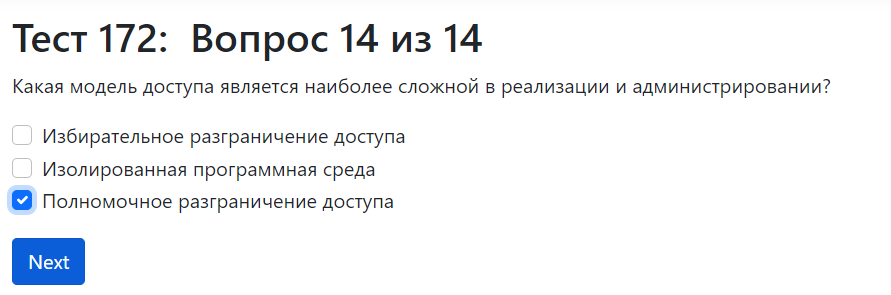 Тест 172: Вопрос 14 из 14
Какая модель доступа является наиболее сложной в реализации и администрировании?
Избирательное разграничение доступа
Изолированная программная среда
Полномочное разграничение доступа
Next